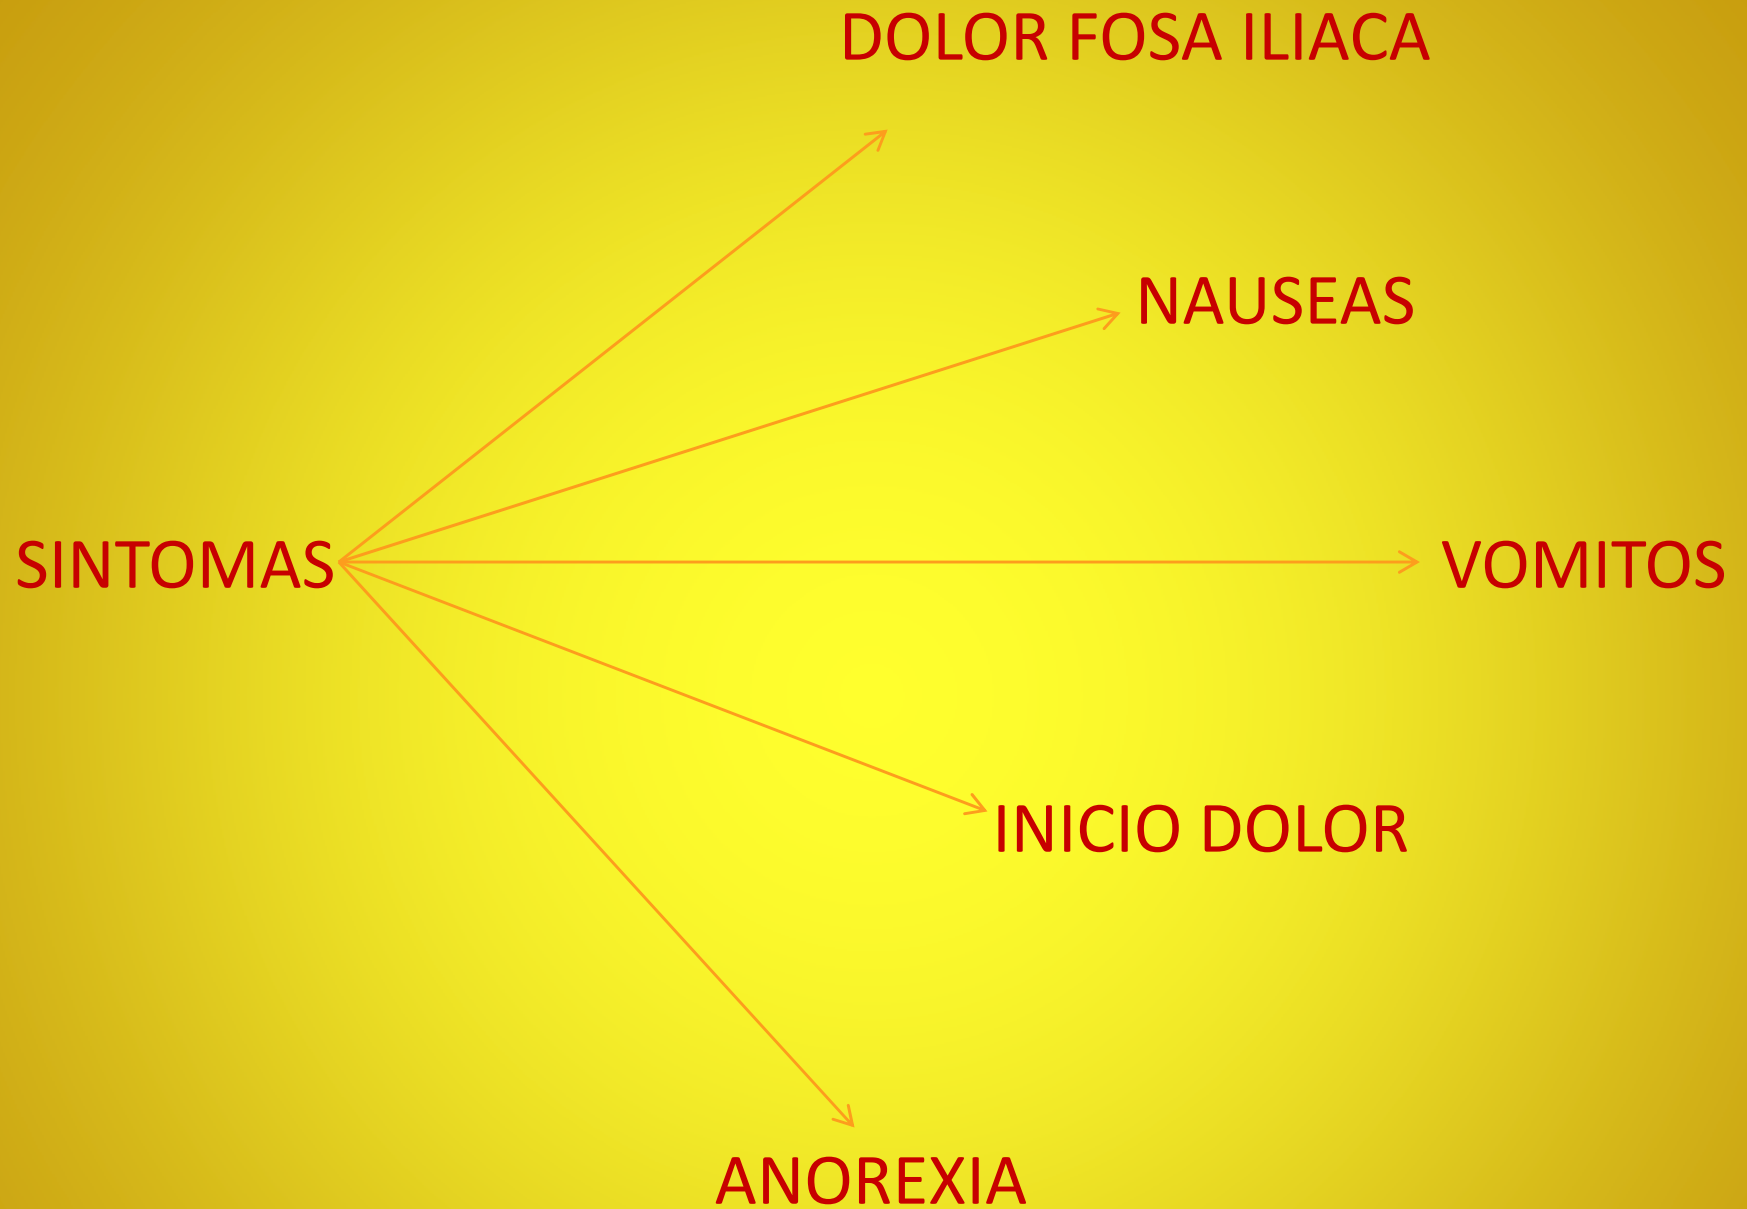 DOLOR FOSA ILIACA
NAUSEAS
SINTOMAS
VOMITOS
INICIO DOLOR
ANOREXIA